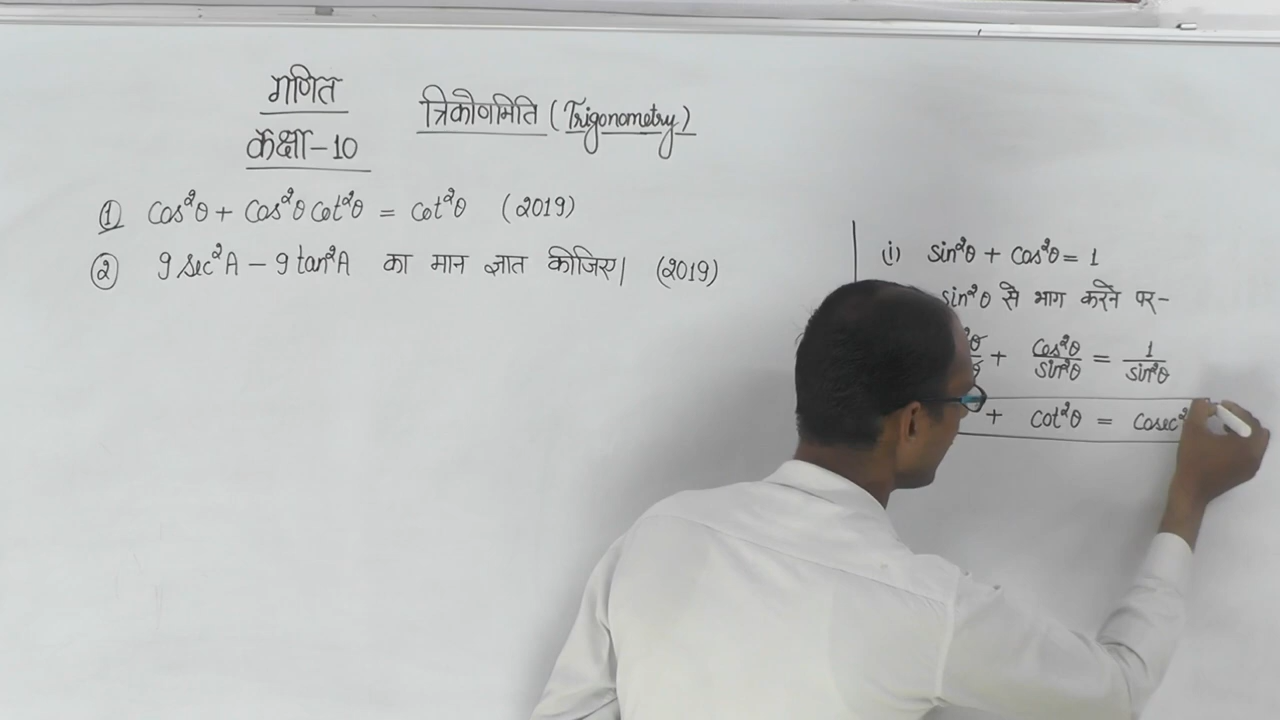 गणित
कक्षा-10
त्रिकोणमिति (Trigonometry)
① cos²θ + cos²θ cot²θ = cot²θ (2019)
② 9 sec²A - 9 tan²A का मान ज्ञात कीजिए। (2019)
(i) sin²θ + cos²θ = 1
sin²θ से भाग करने पर-
+ cos²θ/sin²θ = 1/sin²θ
+ cot²θ = cosec²